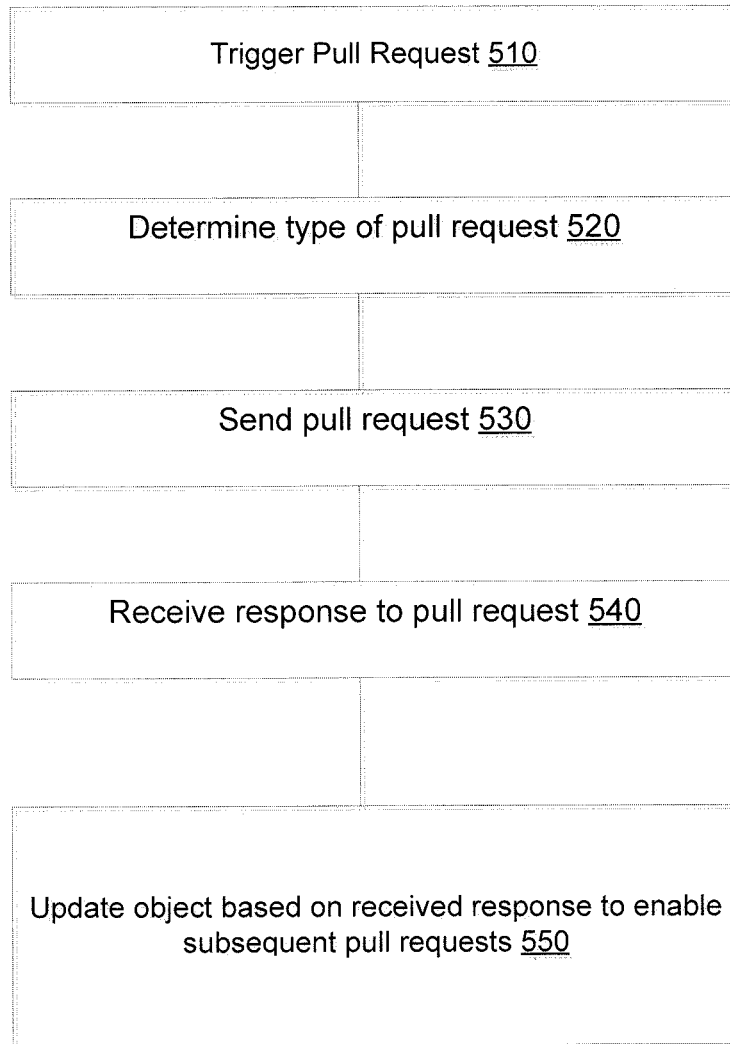 Trigger Pull Request 510
Determine type of pull request 520
Send pull request 530
Receive response to pull request 540
Update object based on received response to enable
subsequent pull requests 550